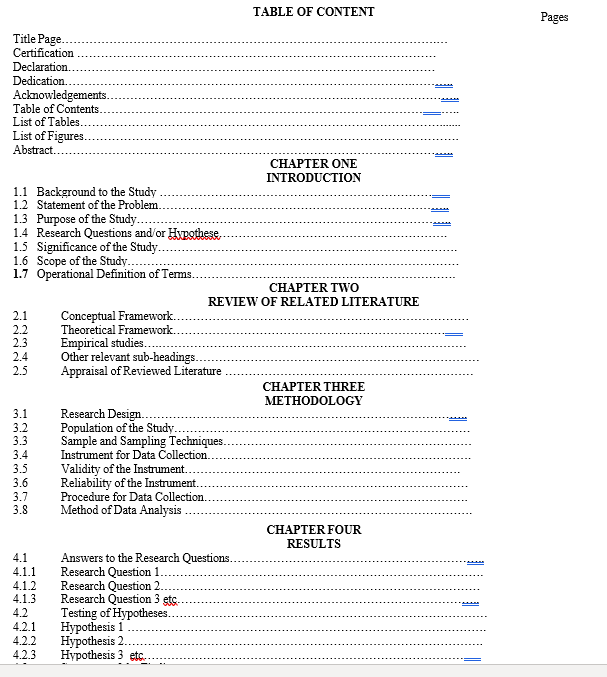 TABLE OF CONTENT
Pages
Title Page.......................................................
Certification .......................................................
Declaration.......................................................
Dedication.......................................................
Acknowledgements.......................................................
Table of Contents.......................................................
List of Tables.......................................................
List of Figures.......................................................
Abstract.......................................................
CHAPTER ONE
INTRODUCTION
1.1 Background to the Study .......................................................
1.2 Statement of the Problem.......................................................
1.3 Purpose of the Study.......................................................
1.4 Research Questions and/or Hypothese.......................................................
1.5 Significance of the Study.......................................................
1.6 Scope of the Study.......................................................
1.7 Operational Definition of Terms.......................................................
CHAPTER TWO
REVIEW OF RELATED LITERATURE
2.1 Conceptual Framework.......................................................
2.2 Theoretical Framework.......................................................
2.3 Empirical studies.......................................................
2.4 Other relevant sub-headings.......................................................
2.5 Appraisal of Reviewed Literature .......................................................
CHAPTER THREE
METHODOLOGY
3.1 Research Design.......................................................
3.2 Population of the Study.......................................................
3.3 Sample and Sampling Techniques.......................................................
3.4 Instrument for Data Collection.......................................................
3.5 Validity of the Instrument.......................................................
3.6 Reliability of the Instrument.......................................................
3.7 Procedure for Data Collection.......................................................
3.8 Method of Data Analysis .......................................................
CHAPTER FOUR
RESULTS
4.1 Answers to the Research Questions.......................................................
4.1.1 Research Question 1.......................................................
4.1.2 Research Question 2.......................................................
4.1.3 Research Question 3 etc.......................................................
4.2 Testing of Hypotheses.......................................................
4.2.1 Hypothesis 1 .......................................................
4.2.2 Hypothesis 2.......................................................
4.2.3 Hypothesis 3 etc.......................................................